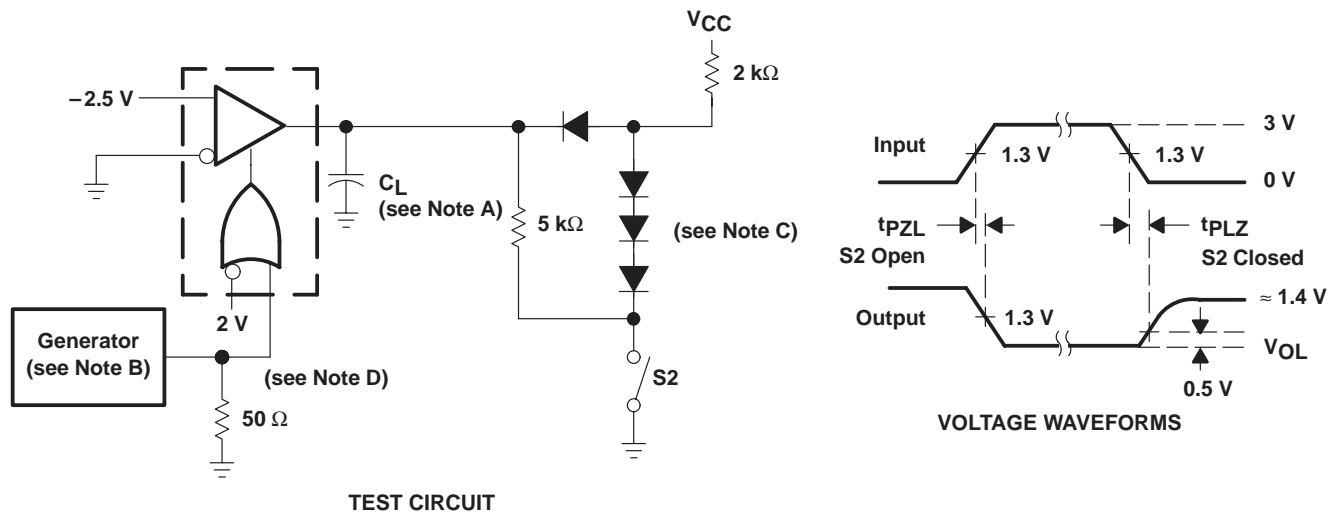 VCC
2 kΩ
−2.5 V
CL
(see Note A)
5 kΩ
(see Note C)
2 V
Generator
(see Note B)
(see Note D)
50 Ω
S2
TEST CIRCUIT
3 V
Input
1.3 V
1.3 V
0 V
tPZL
tPLZ
S2 Open
S2 Closed
≈ 1.4 V
Output
1.3 V
VOL
0.5 V
VOLTAGE WAVEFORMS